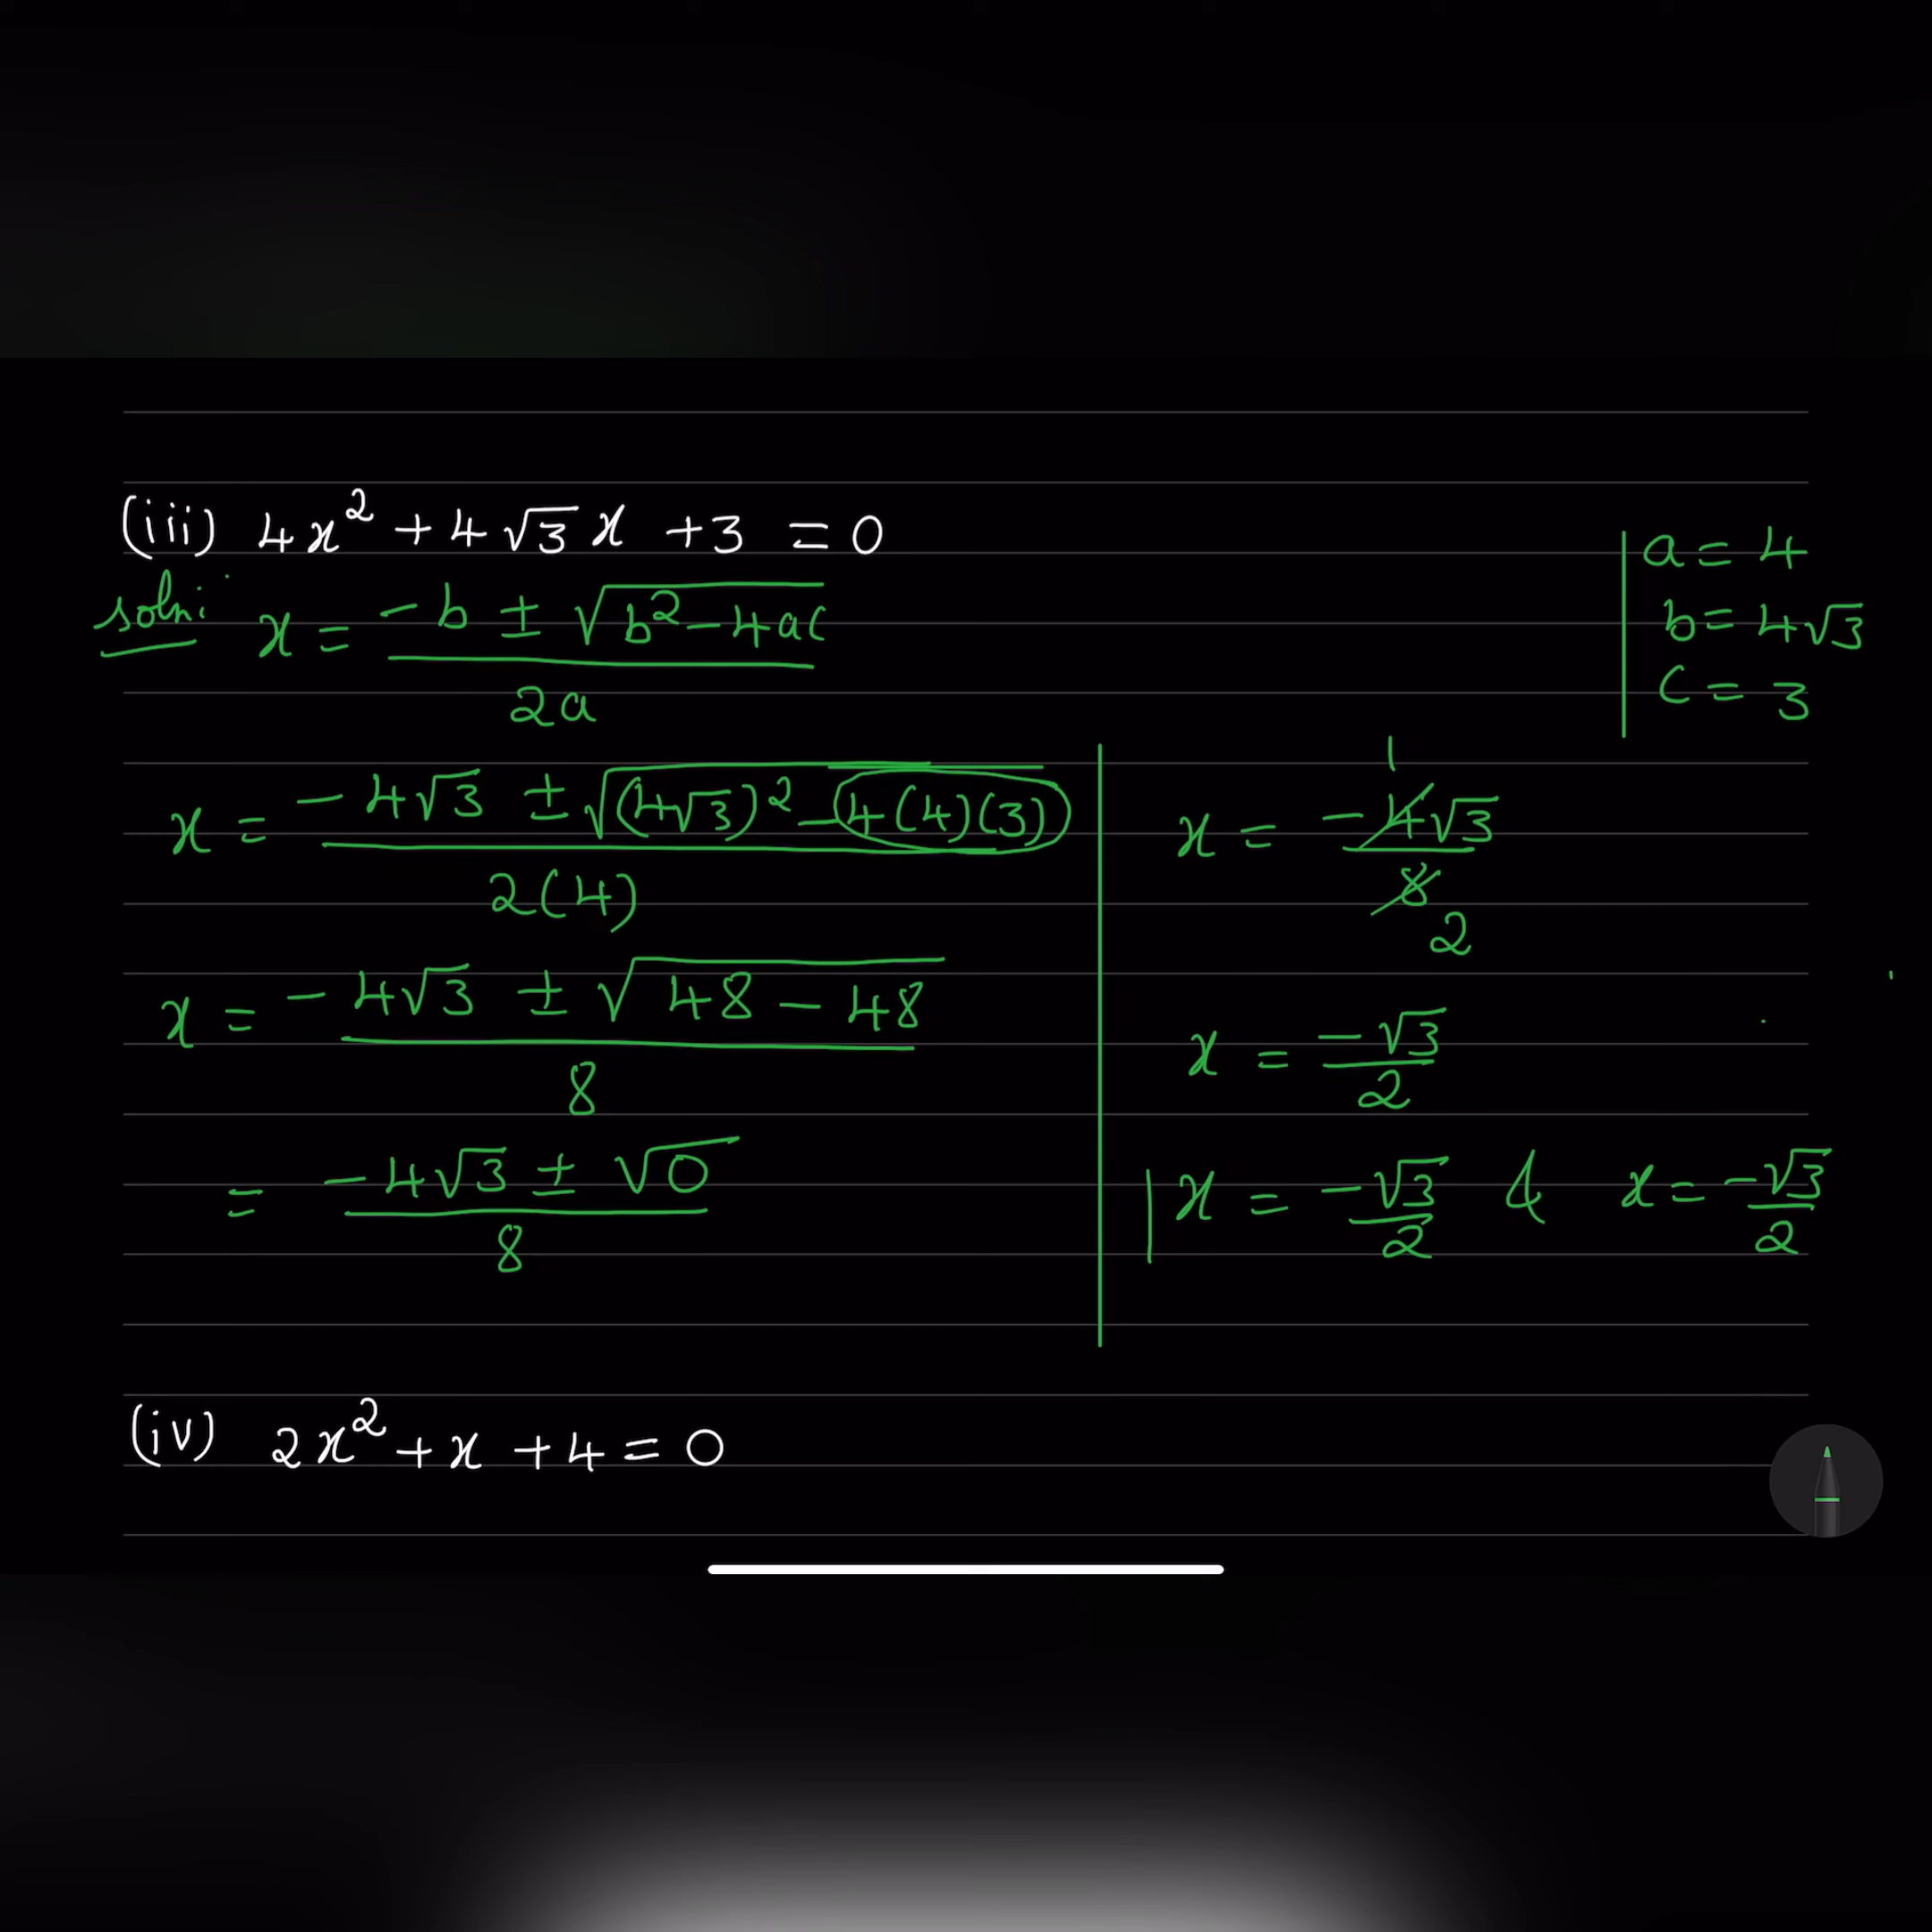 (iii) 4x² + 4√3 x + 3 = 0
a = 4
b = 4√3
c = 3
soln: x = (-b ± √(b² - 4ac)) / 2a
x = (-4√3 ± √((4√3)² - 4(4)(3))) / 2(4)
x = (-4√3 ± √(48 - 48)) / 8
= (-4√3 ± √0) / 8
1
x = -4√3 / 8
2
x = -√3 / 2
x = -√3 / 2 & x = -√3 / 2
(iv) 2x² + x + 4 = 0